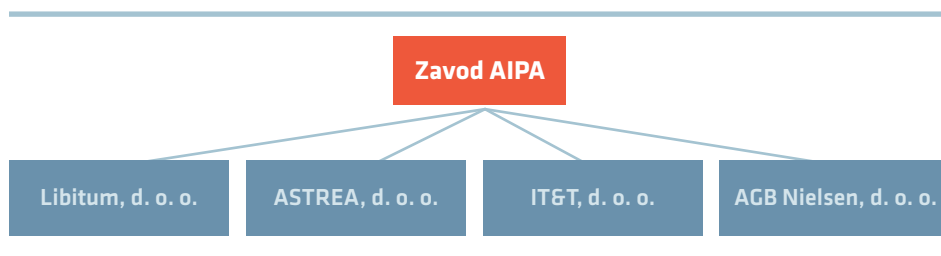 Zavod AIPA
Libitum, d. o. o.
ASTREA, d. o. o.
IT&T, d. o. o.
AGB Nielsen, d. o. o.